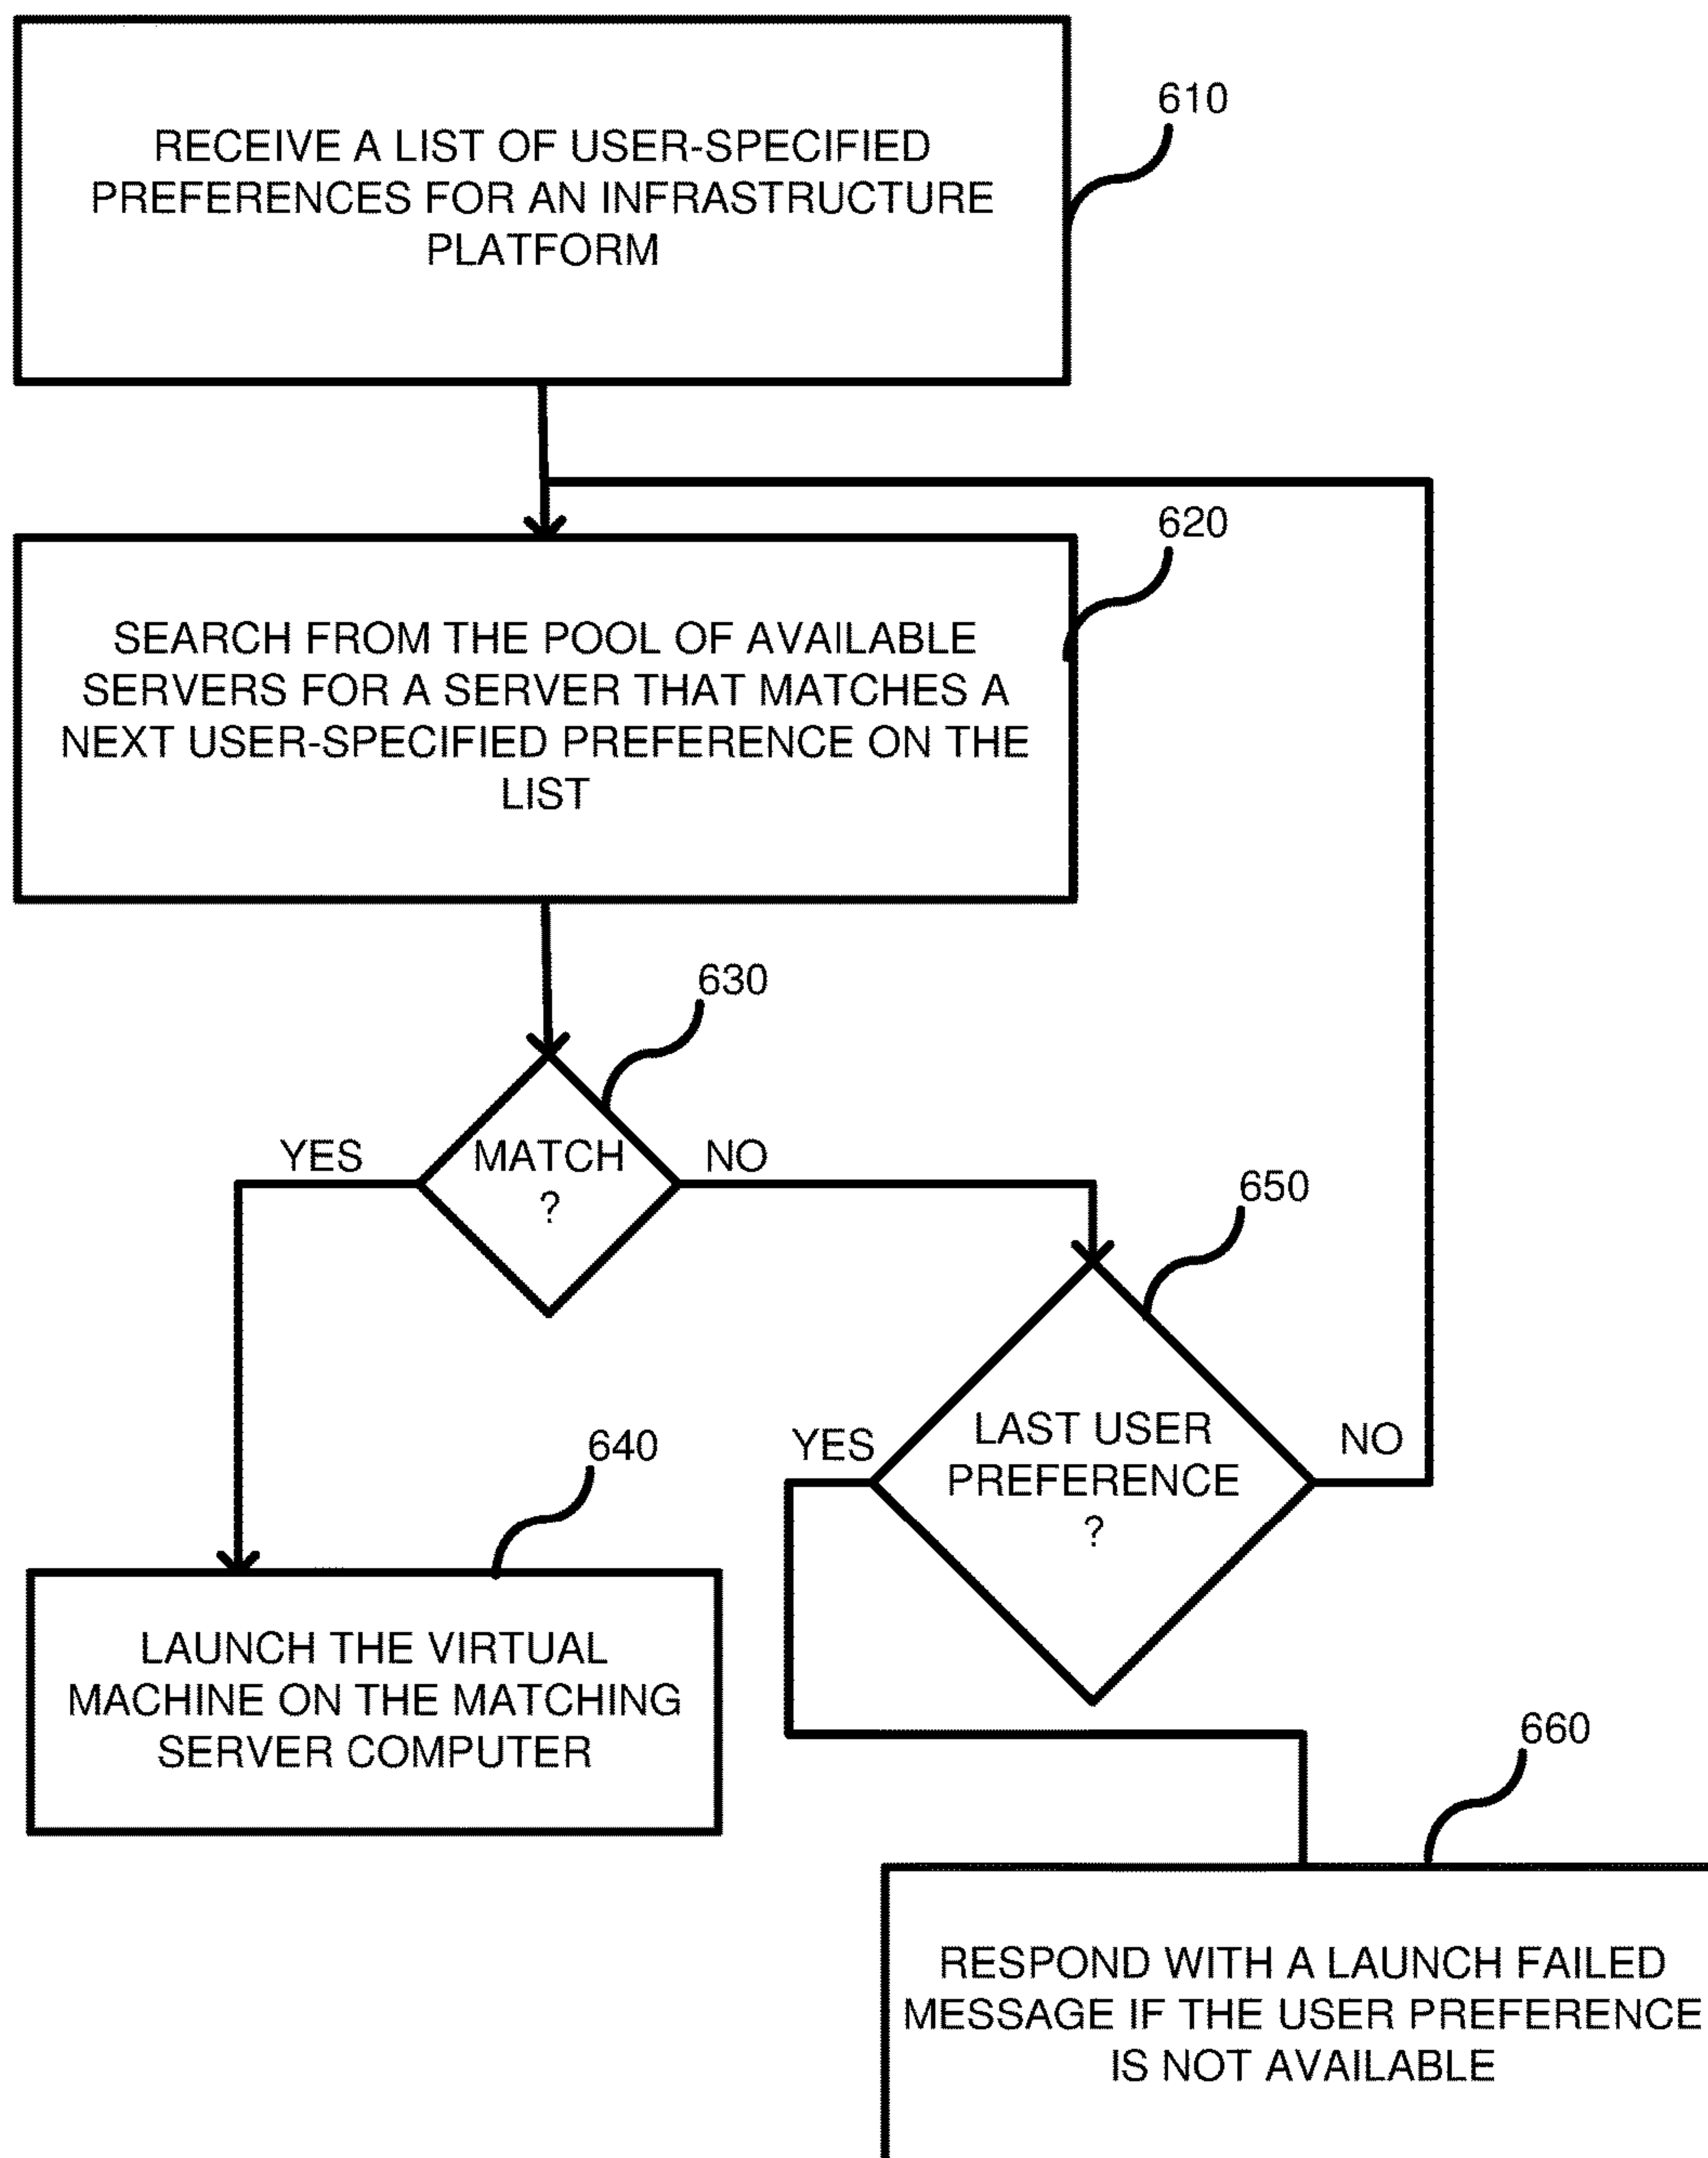 610
RECEIVE A LIST OF USER-SPECIFIED
PREFERENCES FOR AN INFRASTRUCTURE
PLATFORM
620
SEARCH FROM THE POOL OF AVAILABLE
SERVERS FOR A SERVER THAT MATCHES A
NEXT USER-SPECIFIED PREFERENCE ON THE
LIST
630
YES
MATCH
?
NO
650
LAST USER
PREFERENCE
?
YES
NO
640
LAUNCH THE VIRTUAL
MACHINE ON THE MATCHING
SERVER COMPUTER
660
RESPOND WITH A LAUNCH FAILED
MESSAGE IF THE USER PREFERENCE
IS NOT AVAILABLE